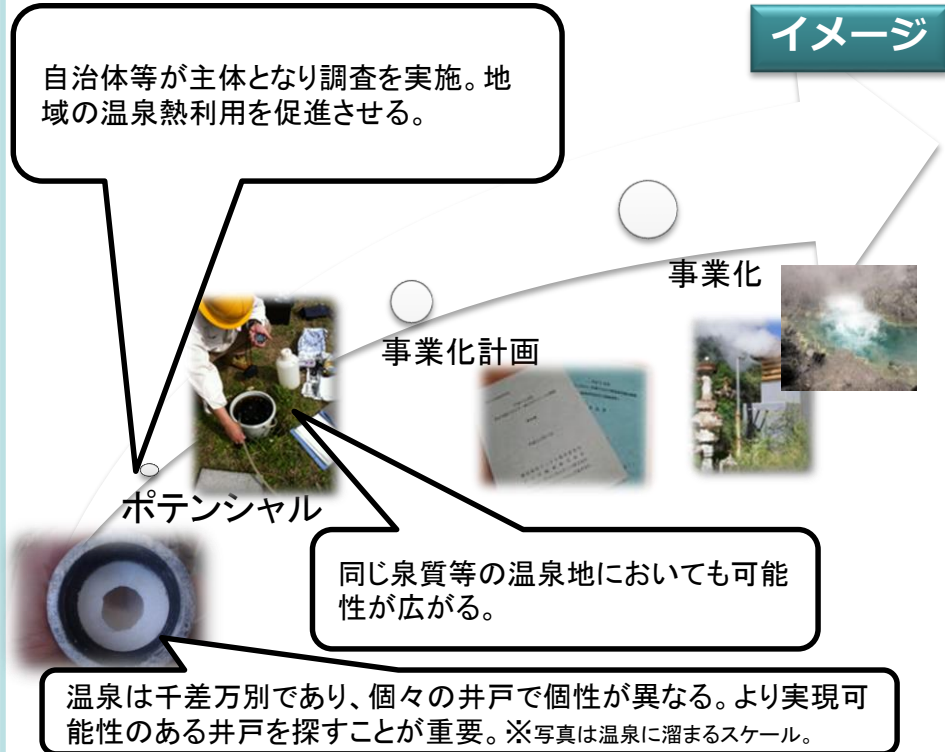 イメージ
自治体等が主体となり調査を実施。地
域の温泉熱利用を促進させる。
事業化
事業化計画
ポテンシャル
同じ泉質等の温泉地においても可能
性が広がる。
温泉は千差万別であり、個々の井戸で個性が異なる。より実現可
能性のある井戸を探すことが重要。※写真は温泉に溜まるスケール。